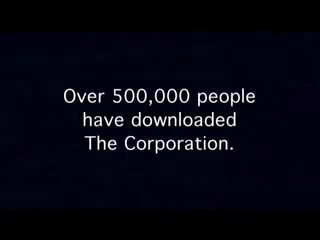 Over 500,000 people
have downloaded
The Corporation.